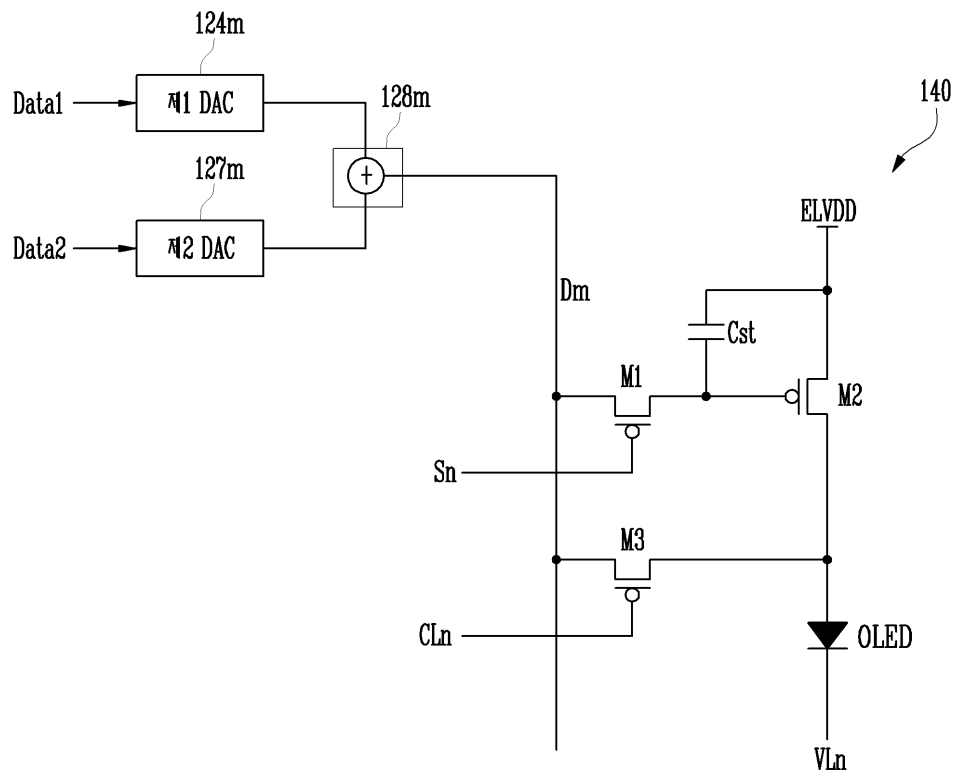 124m
Data1
제1 DAC
128m
140
127m
Data2
제2 DAC
ELVDD
Dm
Cst
M1
M2
Sn
M3
CLn
OLED
VLn